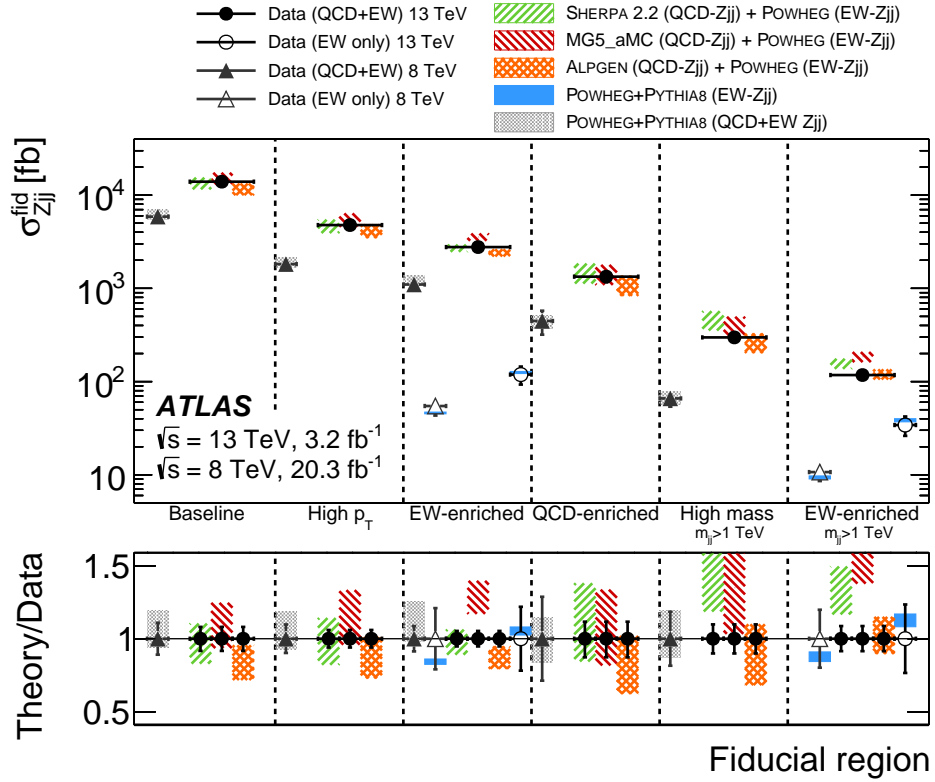 Data (QCD+EW) 13 TeV
Data (EW only) 13 TeV
Data (QCD+EW) 8 TeV
Data (EW only) 8 TeV
SHERPA 2.2 (QCD-Zjj) + POWHEG (EW-Zjj)
MG5_aMC (QCD-Zjj) + POWHEG (EW-Zjj)
ALPGEN (QCD-Zjj) + POWHEG (EW-Zjj)
POWHEG+PYTHIA8 (EW-Zjj)
POWHEG+PYTHIA8 (QCD+EW Zjj)
σ^fid_Zjj [fb]
10^4
10^3
10^2
10
ATLAS
√s = 13 TeV, 3.2 fb^-1
√s = 8 TeV, 20.3 fb^-1
Baseline
High p_T
EW-enriched
QCD-enriched
High mass
m_jj>1 TeV
EW-enriched
m_jj>1 TeV
Theory/Data
1.5
1
0.5
Fiducial region